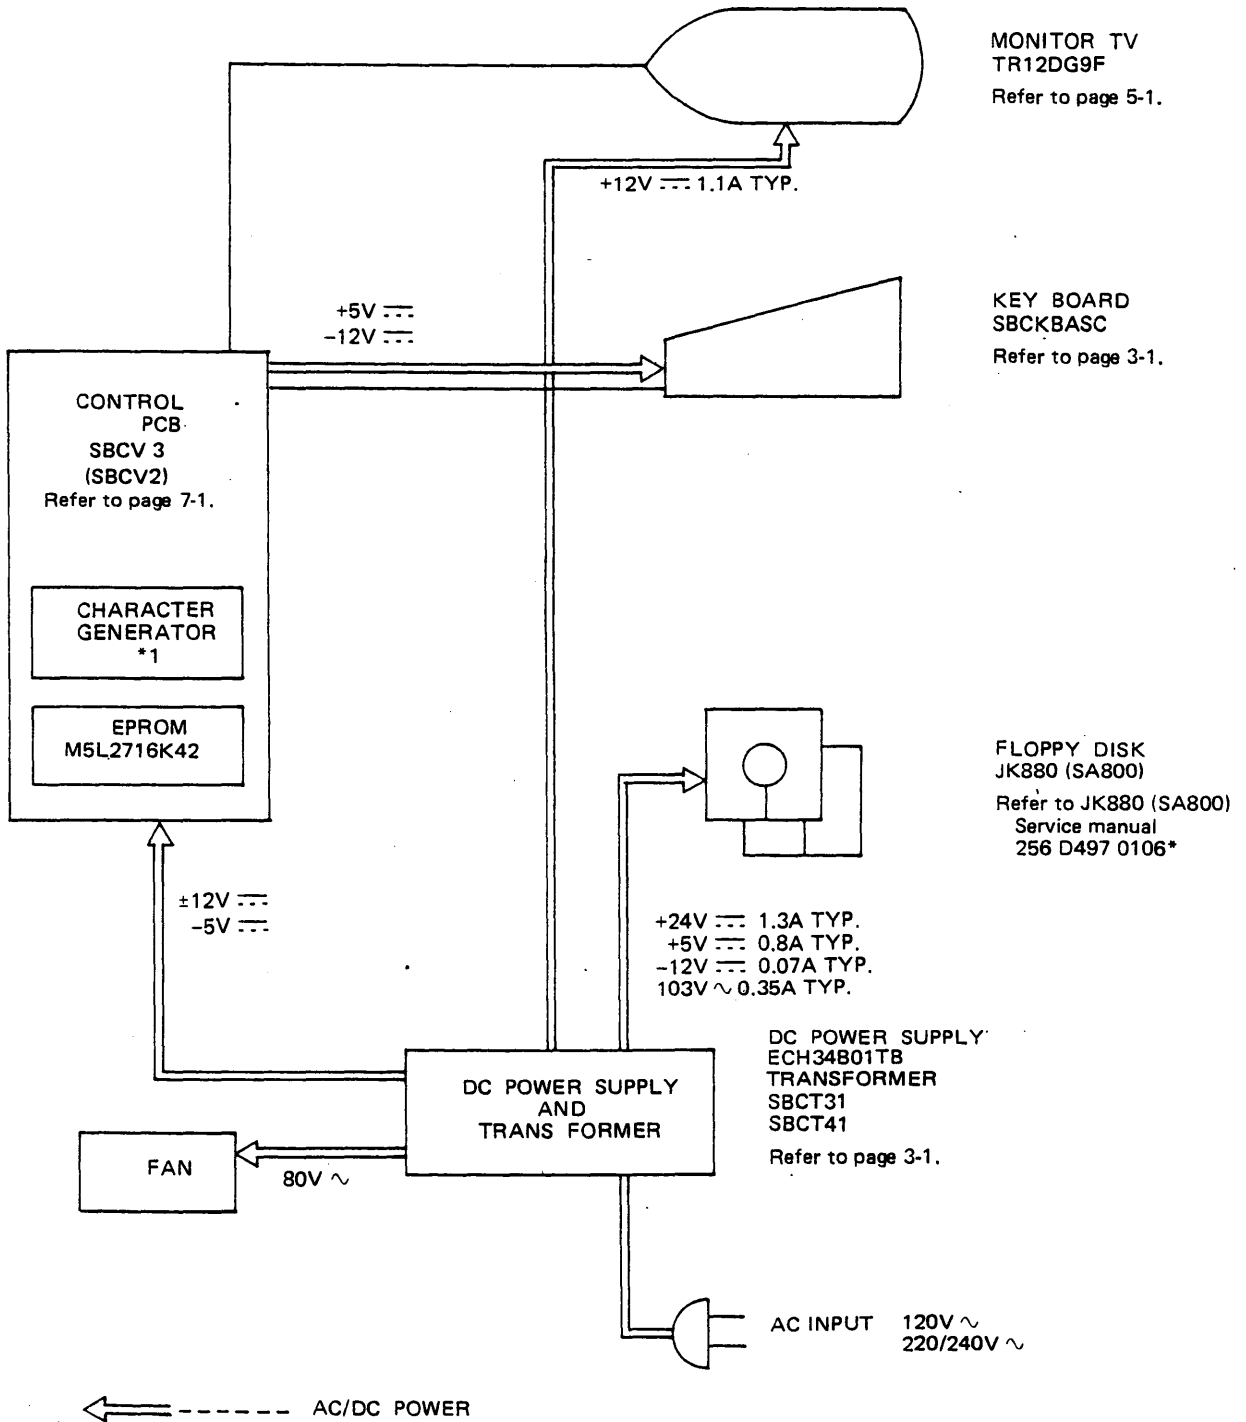 MONITOR TV
TR12DG9F
Refer to page 5-1.
+12V ⎓ 1.1A TYP.
+5V ⎓
-12V ⎓
KEY BOARD
SBCKBASC
Refer to page 3-1.
CONTROL
PCB
SBCV 3
(SBCV2)
Refer to page 7-1.
CHARACTER
GENERATOR
*1
EPROM
M5L2716K42
FLOPPY DISK
JK880 (SA800)
Refer to JK880 (SA800)
Service manual
256 D497 0106*
±12V ⎓
-5V ⎓
+24V ⎓ 1.3A TYP.
+5V ⎓ 0.8A TYP.
-12V ⎓ 0.07A TYP.
103V ∿ 0.35A TYP.
DC POWER SUPPLY
AND
TRANS FORMER
DC POWER SUPPLY
ECH34B01TB
TRANSFORMER
SBCT31
SBCT41
Refer to page 3-1.
FAN
80V ∿
AC INPUT 120V ∿
220/240V ∿
AC/DC POWER